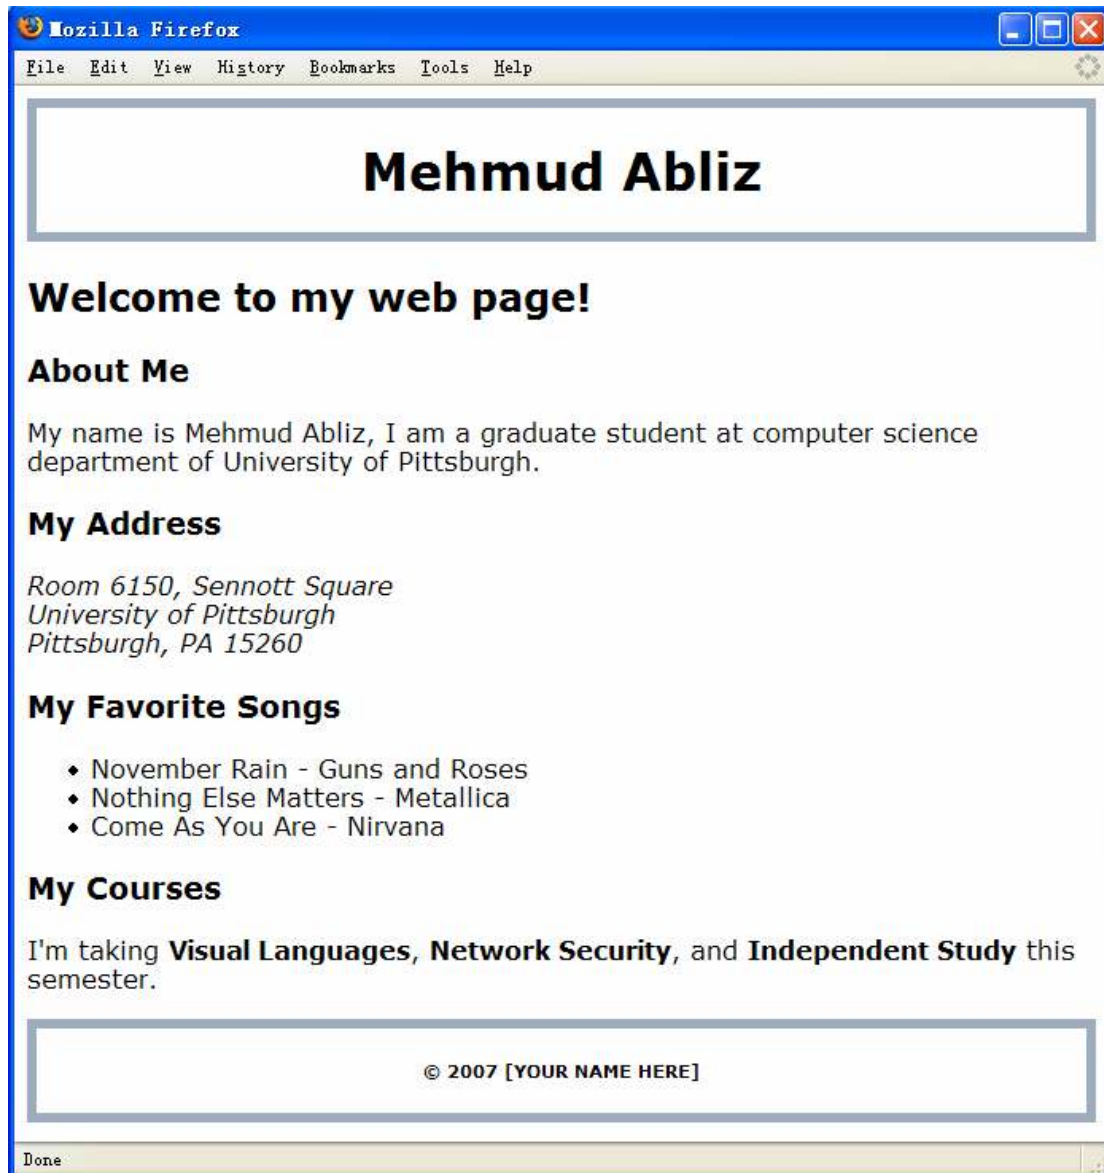 Mozilla Firefox
File Edit View History Bookmarks Tools Help
Mehmud Abliz
Welcome to my web page!
About Me
My name is Mehmud Abliz, I am a graduate student at computer science
department of University of Pittsburgh.
My Address
Room 6150, Sennott Square
University of Pittsburgh
Pittsburgh, PA 15260
My Favorite Songs
• November Rain - Guns and Roses
• Nothing Else Matters - Metallica
• Come As You Are - Nirvana
My Courses
I'm taking Visual Languages, Network Security, and Independent Study this
semester.
© 2007 [YOUR NAME HERE]
Done